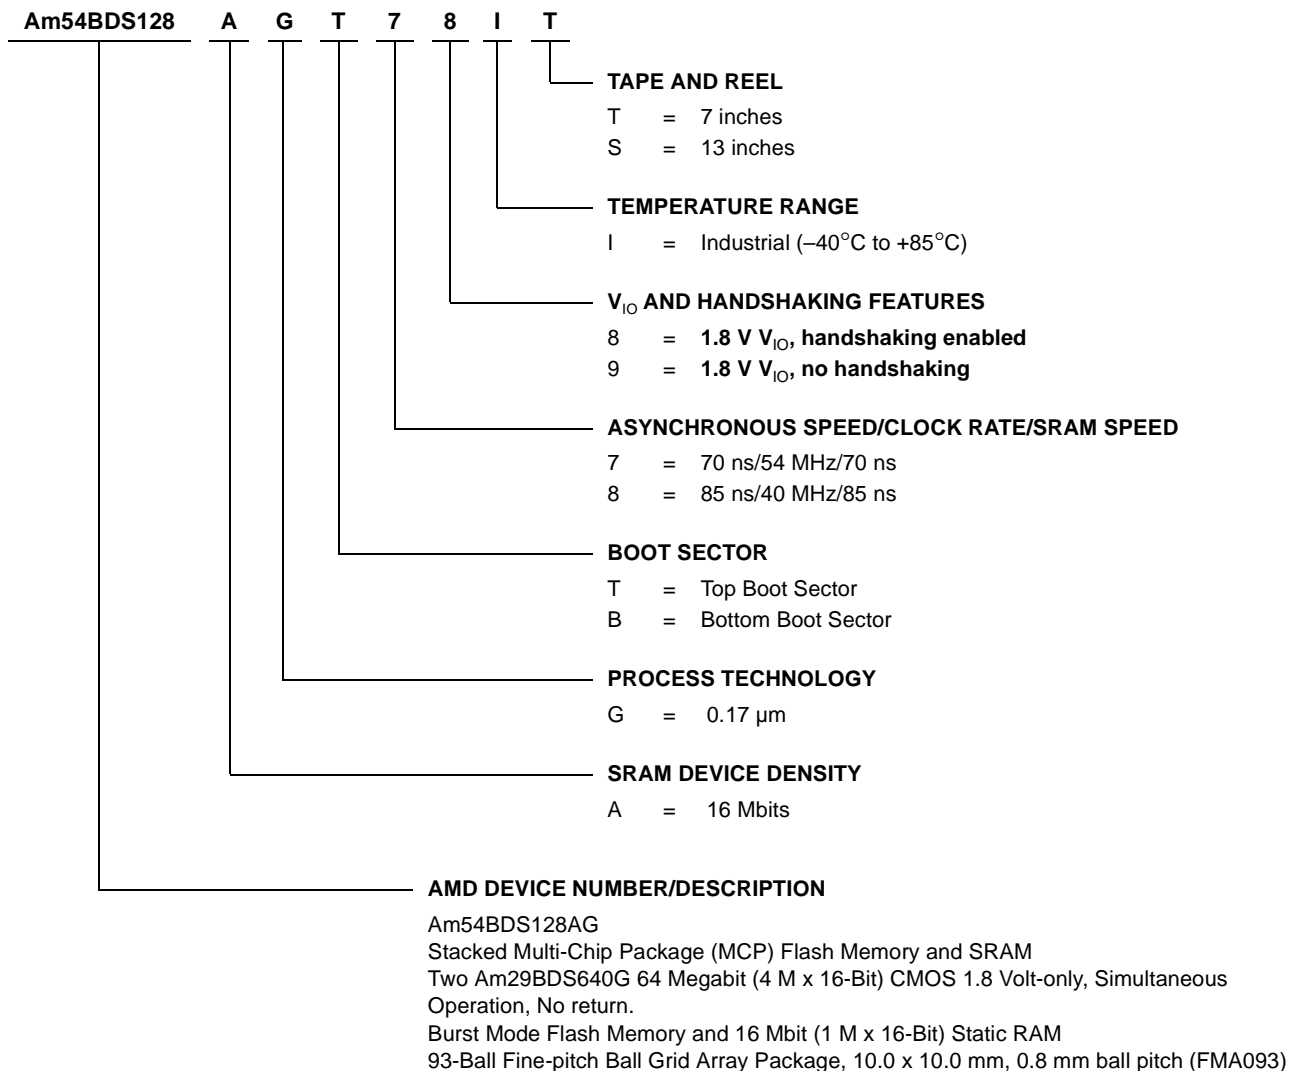 Am54BDS128 A G T 7 8 I T
TAPE AND REEL
T = 7 inches
S = 13 inches
TEMPERATURE RANGE
I = Industrial (–40°C to +85°C)
VIO AND HANDSHAKING FEATURES
8 = 1.8 V VIO, handshaking enabled
9 = 1.8 V VIO, no handshaking
ASYNCHRONOUS SPEED/CLOCK RATE/SRAM SPEED
7 = 70 ns/54 MHz/70 ns
8 = 85 ns/40 MHz/85 ns
BOOT SECTOR
T = Top Boot Sector
B = Bottom Boot Sector
PROCESS TECHNOLOGY
G = 0.17 µm
SRAM DEVICE DENSITY
A = 16 Mbits
AMD DEVICE NUMBER/DESCRIPTION
Am54BDS128AG
Stacked Multi-Chip Package (MCP) Flash Memory and SRAM
Two Am29BDS640G 64 Megabit (4 M x 16-Bit) CMOS 1.8 Volt-only, Simultaneous
Operation, No return.
Burst Mode Flash Memory and 16 Mbit (1 M x 16-Bit) Static RAM
93-Ball Fine-pitch Ball Grid Array Package, 10.0 x 10.0 mm, 0.8 mm ball pitch (FMA093)